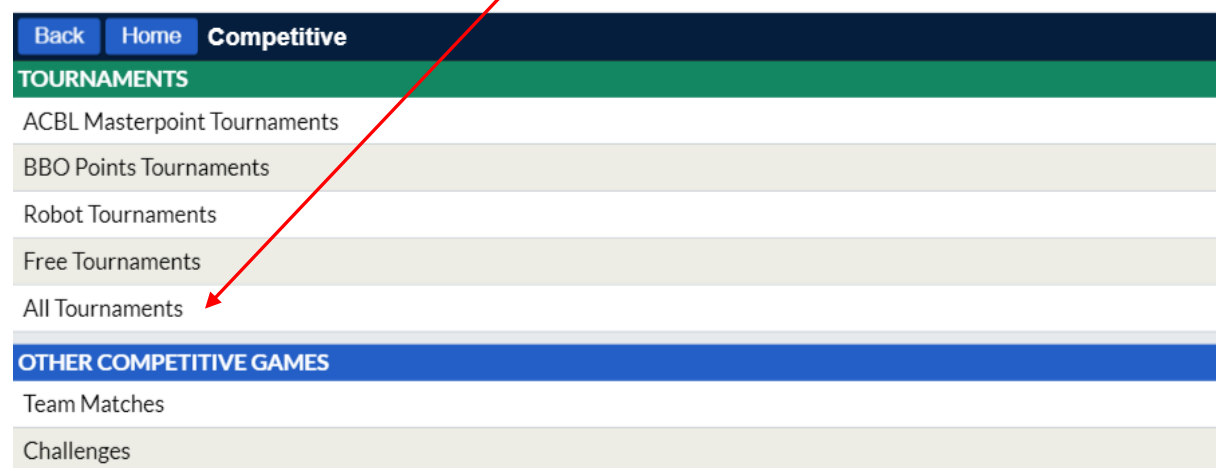 Back Home Competitive
TOURNAMENTS
ACBL Masterpoint Tournaments
BBO Points Tournaments
Robot Tournaments
Free Tournaments
All Tournaments
OTHER COMPETITIVE GAMES
Team Matches
Challenges